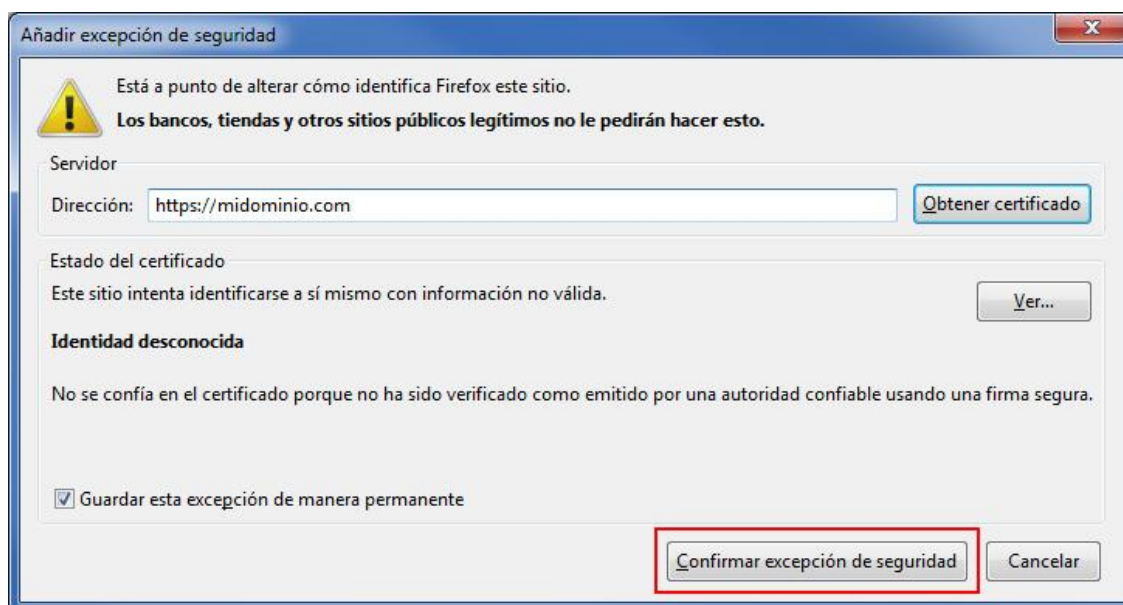 Añadir excepción de seguridad
Está a punto de alterar cómo identifica Firefox este sitio.
Los bancos, tiendas y otros sitios públicos legítimos no le pedirán hacer esto.
Servidor
Dirección: https://midominio.com Obtener certificado
Estado del certificado
Este sitio intenta identificarse a sí mismo con información no válida. Ver...
Identidad desconocida
No se confía en el certificado porque no ha sido verificado como emitido por una autoridad confiable usando una firma segura.
Guardar esta excepción de manera permanente
Confirmar excepción de seguridad Cancelar